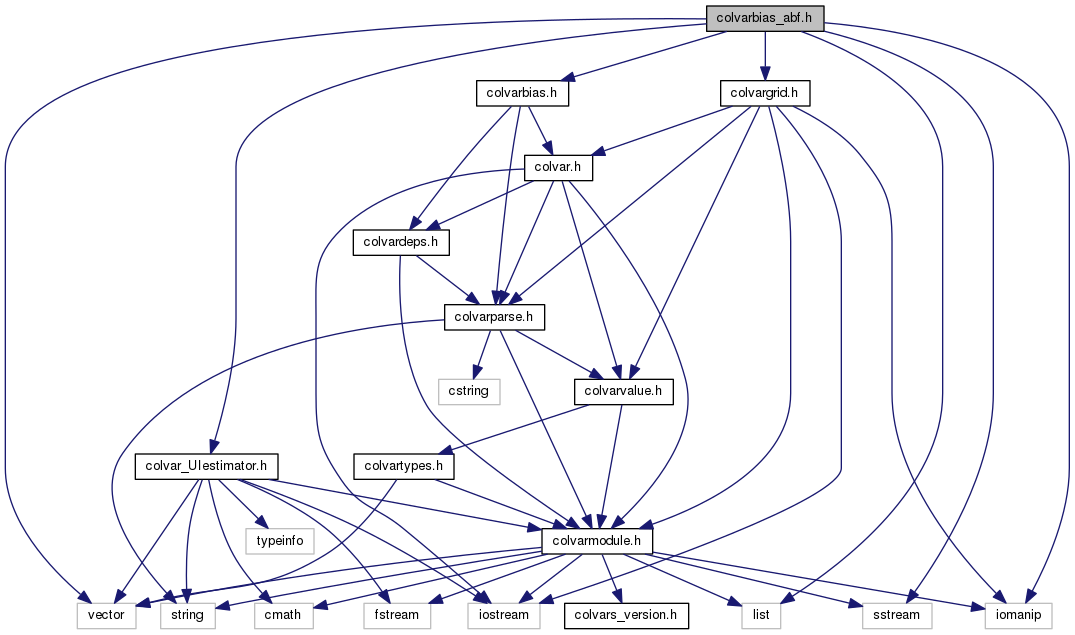 colvarbias_abf.h
colvarbias.h
colvargrid.h
colvar.h
colvardeps.h
colvarparse.h
cstring
colvarvalue.h
colvar_UIestimator.h
colvartypes.h
typeinfo
colvarmodule.h
vector
string
cmath
fstream
iostream
colvars_version.h
list
sstream
iomanip